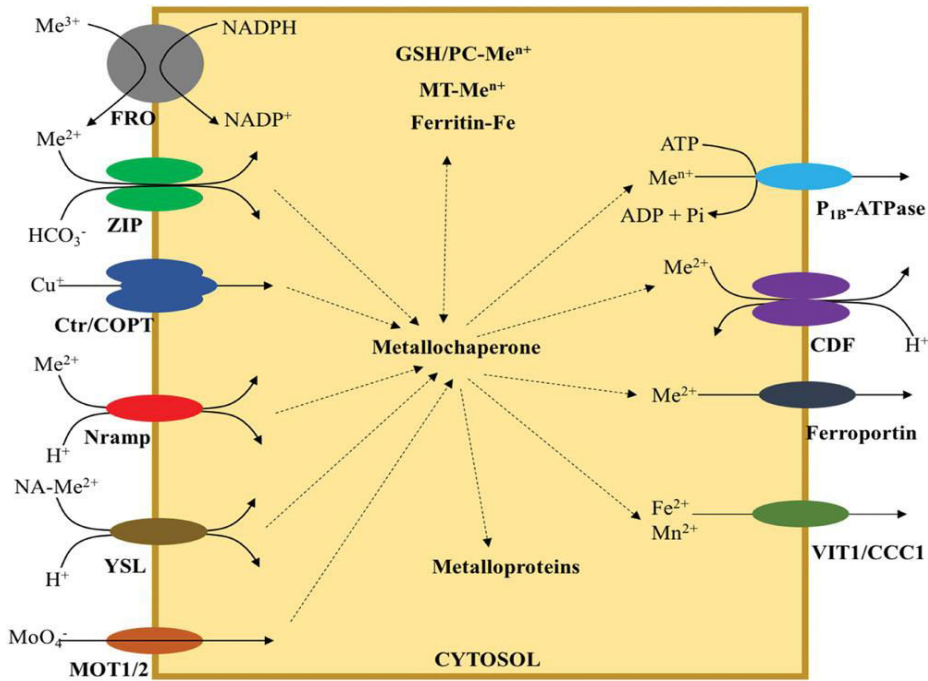 Me³⁺
NADPH
FRO
NADP⁺
Me²⁺
ZIP
HCO₃⁻
Cu⁺
Ctr/COPT
Me²⁺
Nramp
H⁺
NA-Me²⁺
YSL
H⁺
MoO₄⁻
MOT1/2
GSH/PC-Meⁿ⁺
MT-Meⁿ⁺
Ferritin-Fe
Metallochaperone
Metalloproteins
CYTOSOL
ATP
Meⁿ⁺
ADP + Pi
P₁B-ATPase
Me²⁺
CDF
H⁺
Me²⁺
Ferroportin
Fe²⁺
Mn²⁺
VIT1/CCC1